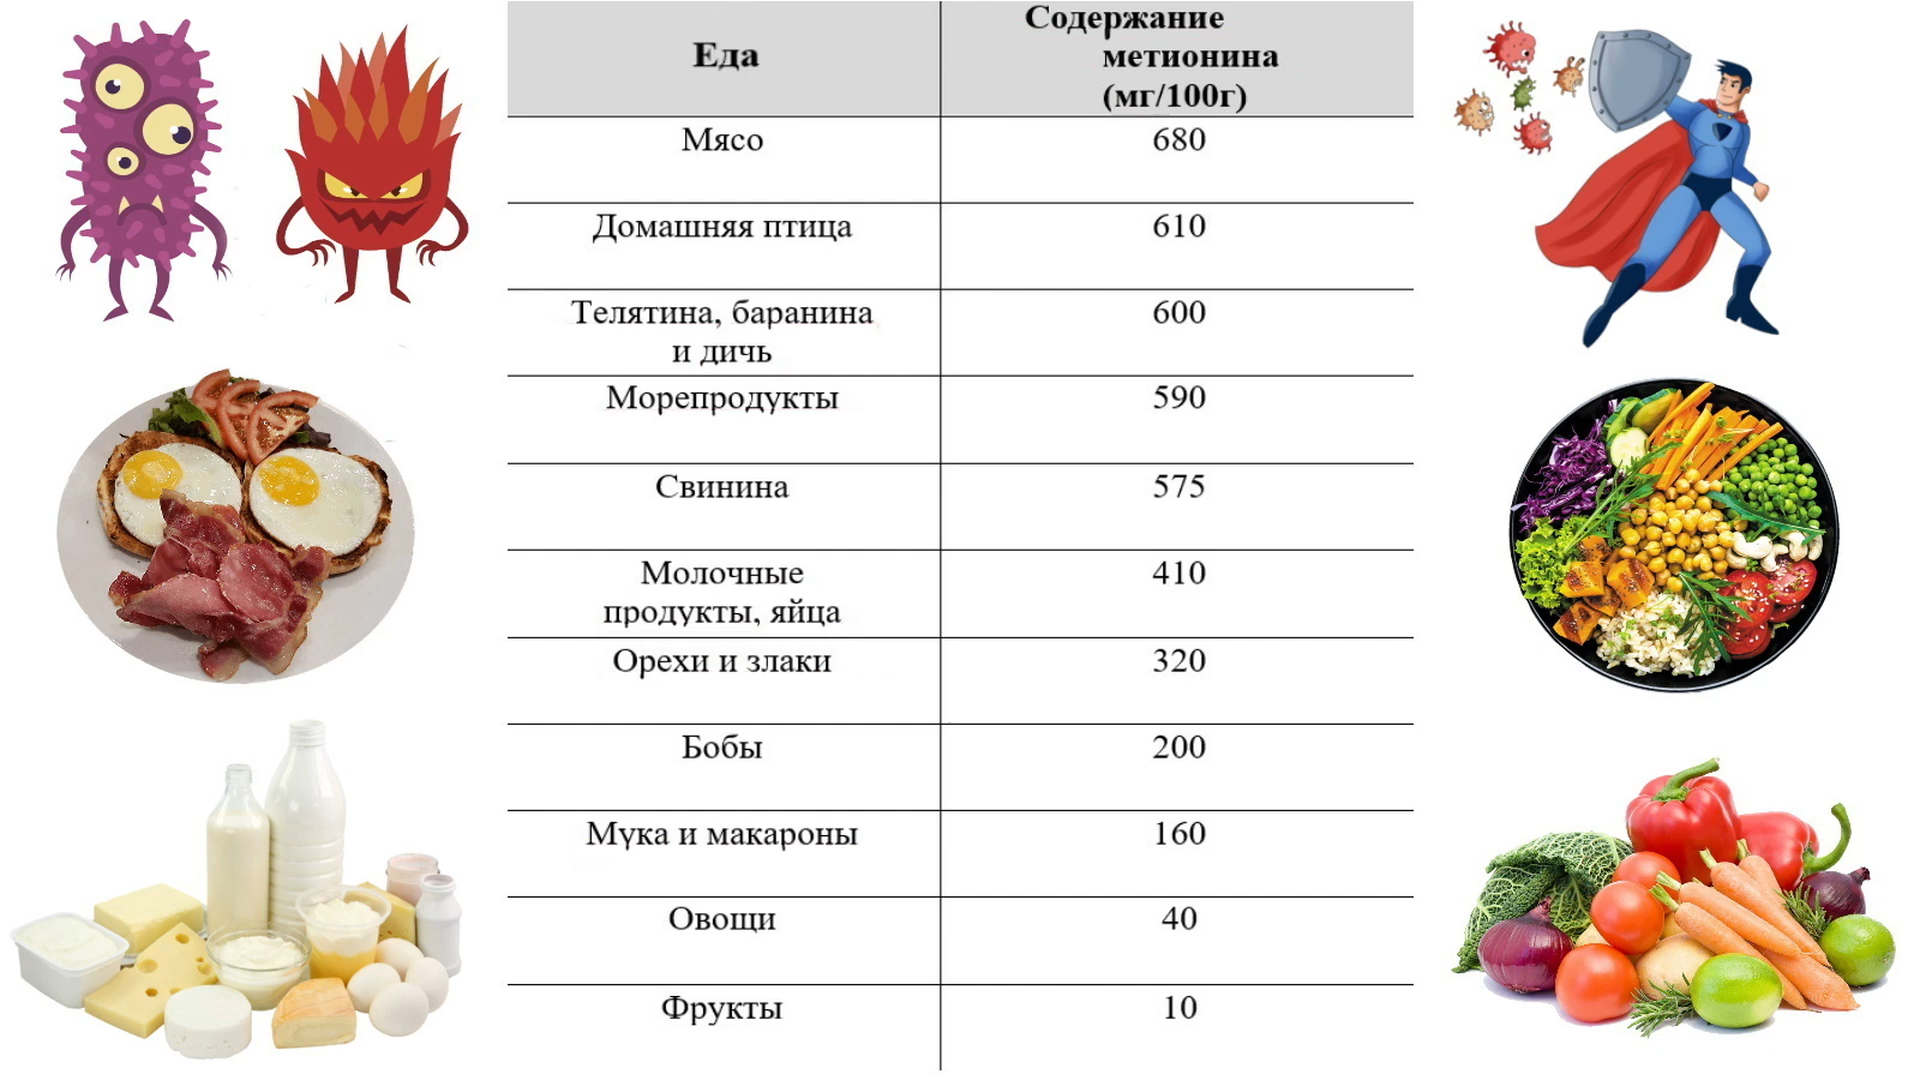 Еда
Содержание
метионина
(мг/100г)
Мясо
680
Домашняя птица
610
Телятина, баранина
и дичь
600
Морепродукты
590
Свинина
575
Молочные
продукты, яйца
410
Орехи и злаки
320
Бобы
200
Мука и макароны
160
Овощи
40
Фрукты
10